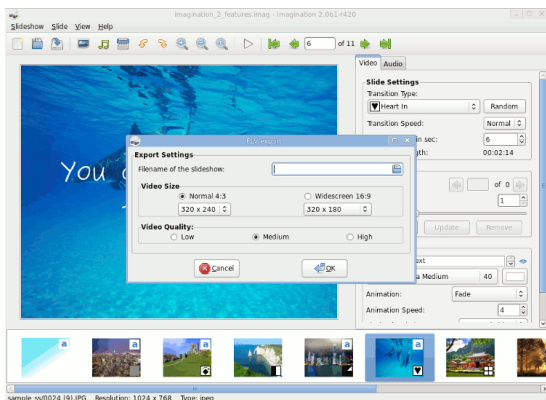 imagination_2_features.imag - Imagination 2.0b1-r420
Slideshow Slide View Help
6 of 11
Video Audio
Slide Settings
Transition Type:
Heart In Random
Transition Speed: Normal
in sec: 6
th: 00:02:14
You
FLV export
Export Settings
Filename of the slideshow:
Video Size
Normal 4:3 Widescreen 16:9
320 x 240 320 x 180
Video Quality:
Low Medium High
Cancel OK
of 0
1
Update Remove
ext
a Medium 40
Animation: Fade
Animation Speed: 4
a a a a a
sample_ss/0024 (9).JPG Resolution: 1024 x 768 Type: jpeg